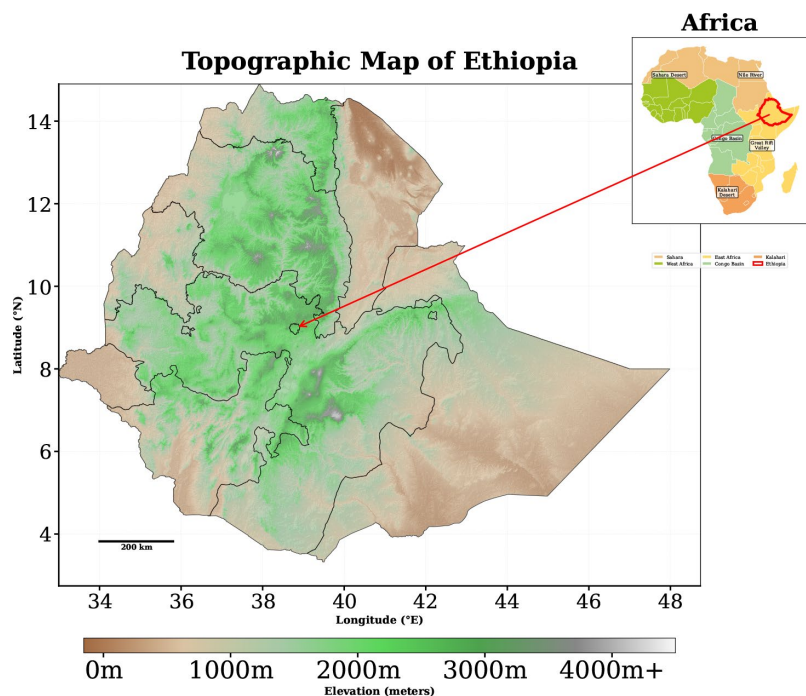 Africa
Topographic Map of Ethiopia
Sahara Desert
Nile River
Congo Basin
Great Rift
Valley
Kalahari
Desert
Sahara
East Africa
Kalahari
West Africa
Congo Basin
Ethiopia
14
12
10
8
6
4
Latitude (°N)
200 km
34
36
38
40
42
44
46
48
Longitude (°E)
0m
1000m
2000m
3000m
4000m+
Elevation (meters)